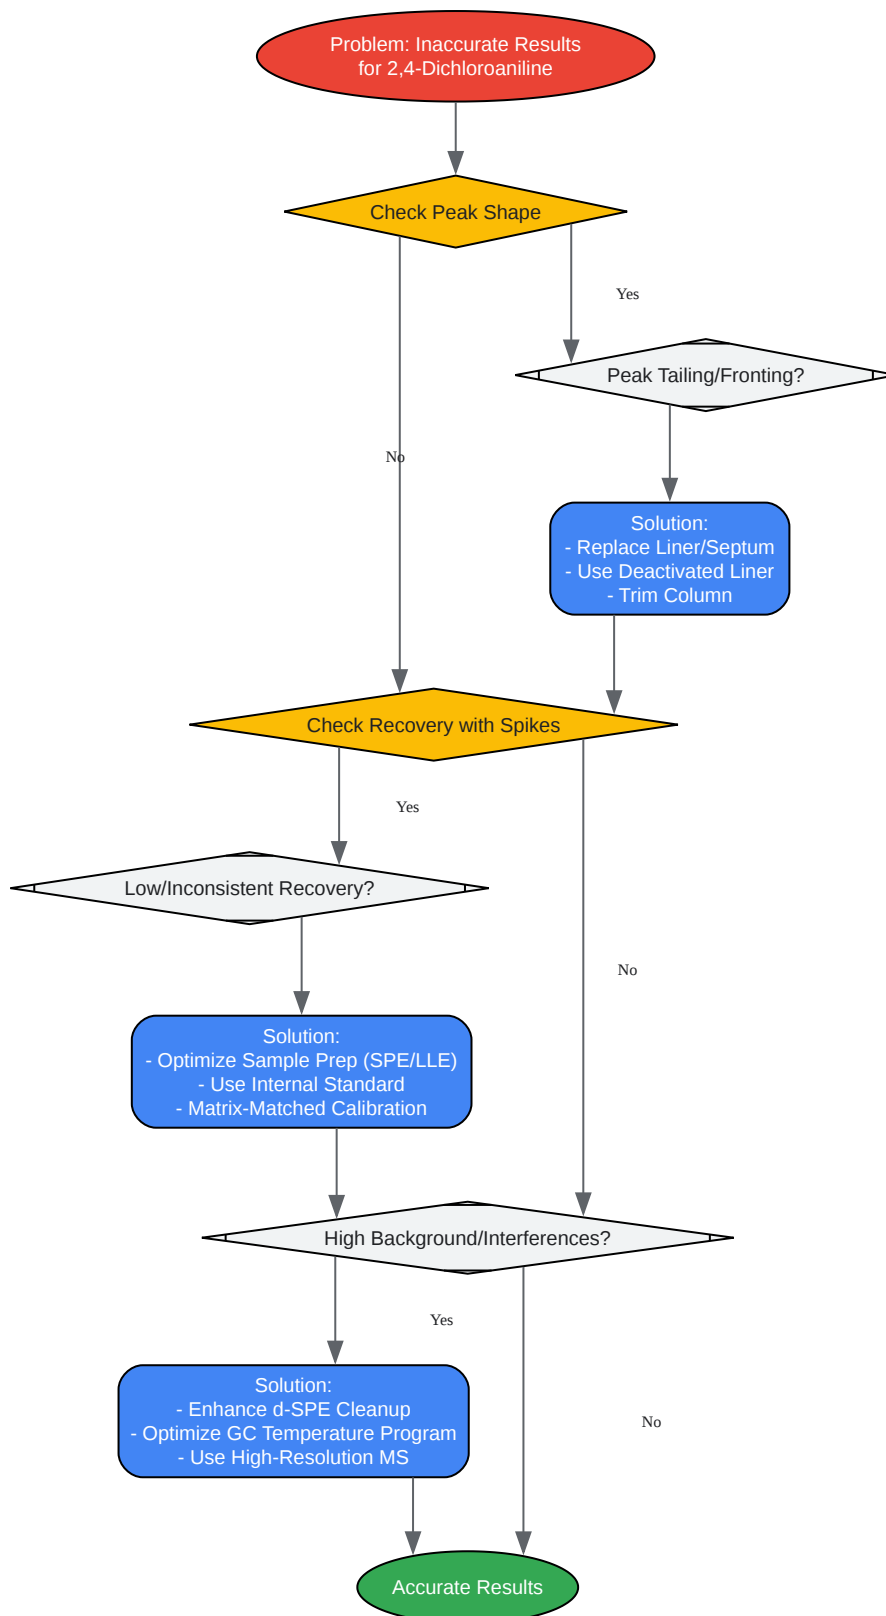 Problem: Inaccurate Results
for 2,4-Dichloroaniline
Check Peak Shape
Yes
Peak Tailing/Fronting?
No
Solution:
- Replace Liner/Septum
- Use Deactivated Liner
- Trim Column
Check Recovery with Spikes
Yes
Low/Inconsistent Recovery?
No
Solution:
- Optimize Sample Prep (SPE/LLE)
- Use Internal Standard
- Matrix-Matched Calibration
High Background/Interferences?
Yes
Solution:
- Enhance d-SPE Cleanup
- Optimize GC Temperature Program
- Use High-Resolution MS
No
Accurate Results